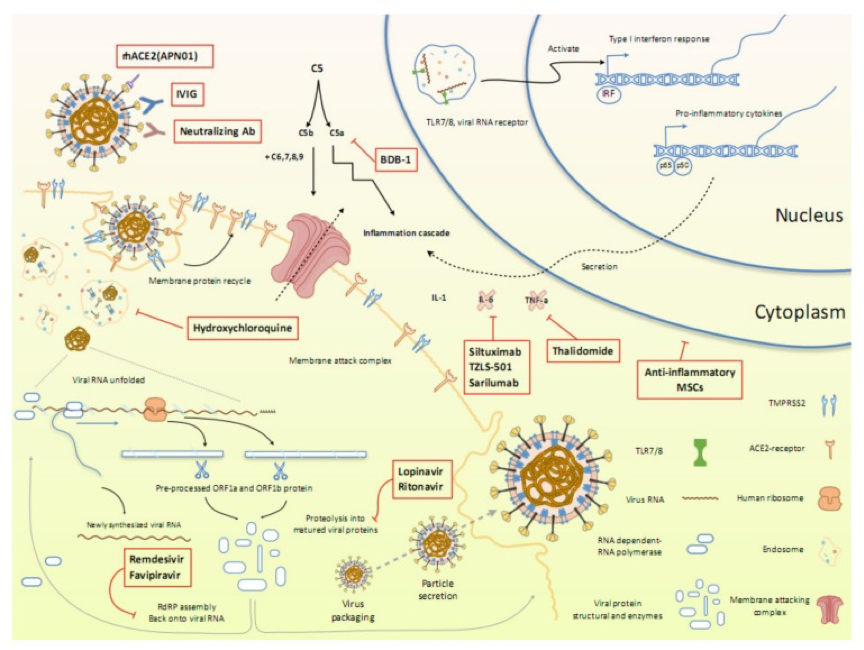 rhACE2(APN01)
IVIG
Neutralizing Ab
C5
C5b
C5a
+ C6,7,8,9
BDB-1
Inflammation cascade
TLR7/8, viral RNA receptor
Activate
Type I interferon response
IRF
Pro-inflammatory cytokines
p65
p50
Nucleus
Cytoplasm
Secretion
Membrane protein recycle
Hydroxychloroquine
Membrane attack complex
IL-1
IL-6
TNF-a
Siltuximab
TZLS-501
Sarilumab
Thalidomide
Anti-inflammatory
MSCs
Viral RNA unfolded
AAAAAA
Pre-processed ORF1a and ORF1b protein
Newly synthesized viral RNA
Remdesivir
Favipiravir
RdRP assembly
Back onto viral RNA
Lopinavir
Ritonavir
Proteolysis into
matured viral proteins
Virus
packaging
Particle
secretion
TMPRSS2
TLR7/8
ACE2-receptor
Virus RNA
Human ribosome
RNA dependent-
RNA polymerase
Endosome
Viral protein
structural and enzymes
Membrane attacking
complex